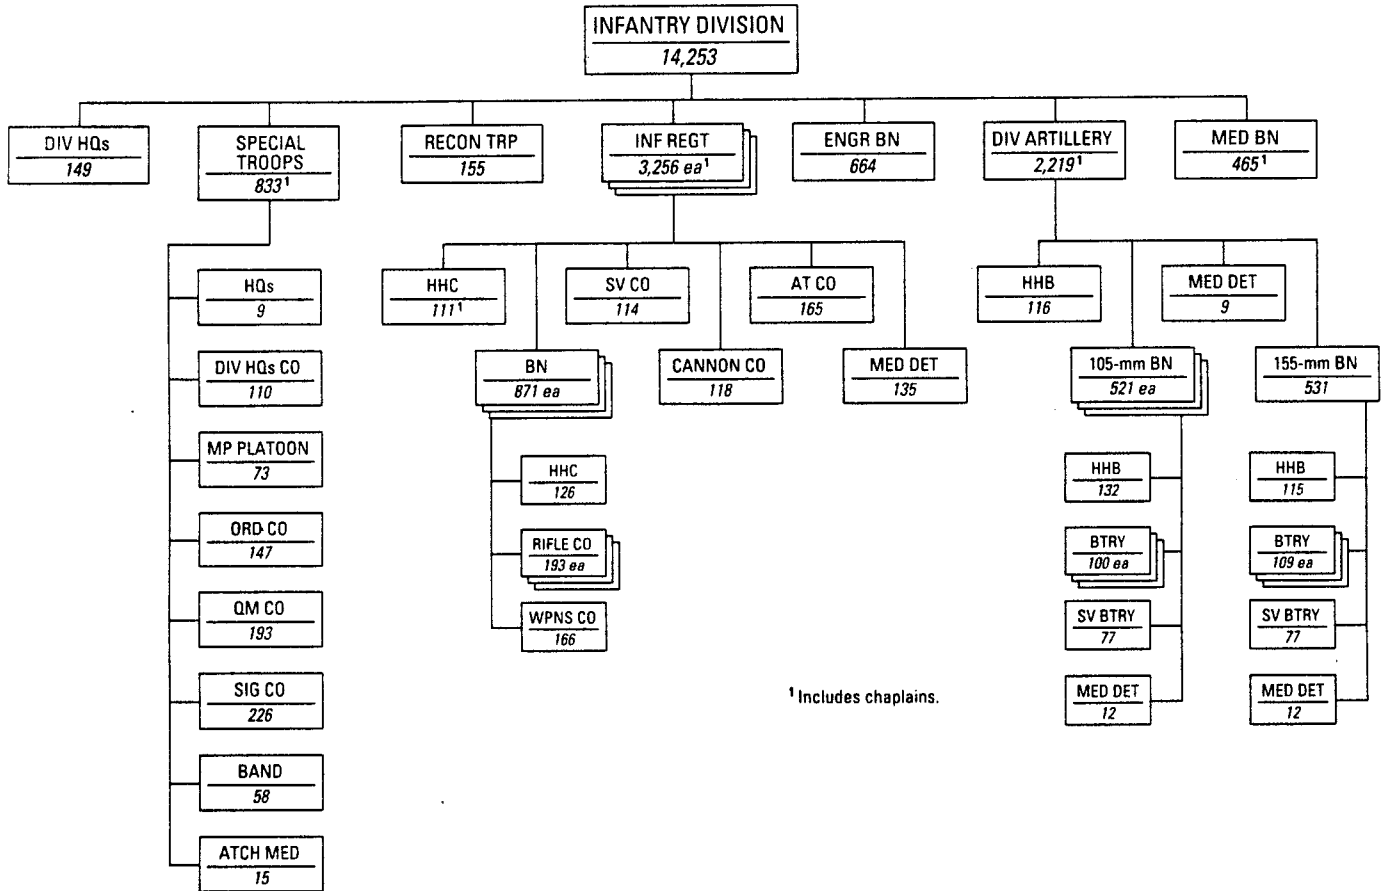 INFANTRY DIVISION
14,253
DIV HQs
149
SPECIAL
TROOPS
833¹
RECON TRP
155
INF REGT
3,256 ea¹
ENGR BN
664
DIV ARTILLERY
2,219¹
MED BN
465¹
HQs
9
DIV HQs CO
110
MP PLATOON
73
ORD CO
147
QM CO
193
SIG CO
226
BAND
58
ATCH MED
15
HHC
111¹
SV CO
114
AT CO
165
BN
871 ea
CANNON CO
118
MED DET
135
HHC
126
RIFLE CO
193 ea
WPNS CO
166
HHB
116
MED DET
9
105-mm BN
521 ea
155-mm BN
531
HHB
132
BTRY
100 ea
SV BTRY
77
MED DET
12
HHB
115
BTRY
109 ea
SV BTRY
77
MED DET
12
¹ Includes chaplains.